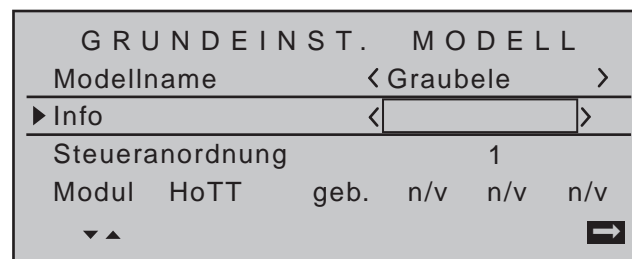 GRUNDEINST. MODELL
Modellname < Graubele >
Info < >
Steueranordnung 1
Modul HoTT geb. n/v n/v n/v